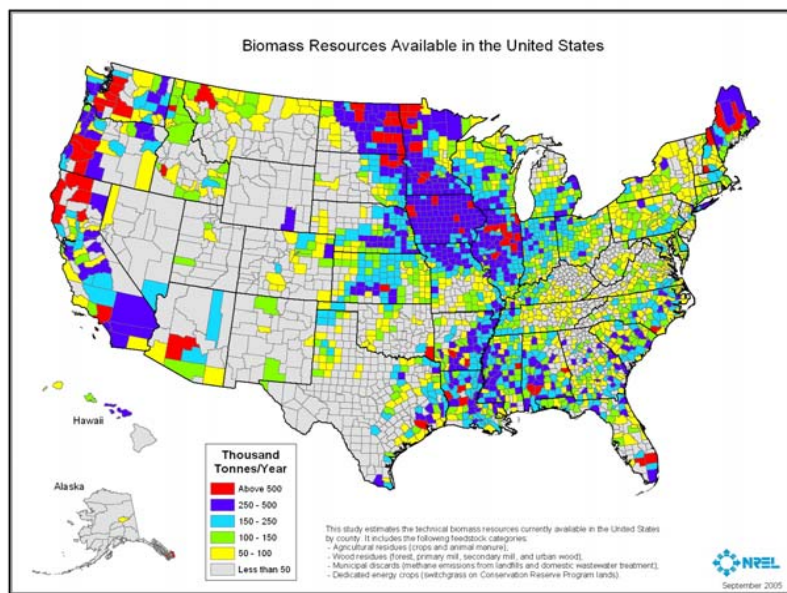 Biomass Resources Available in the United States
Hawaii
Alaska
Thousand
Tonnes/Year
Above 500
250 - 500
150 - 250
100 - 150
50 - 100
Less than 50
This study estimates the technical biomass resources currently available in the United States
by county. It includes the following feedstock categories:
- Agricultural residues (crops and animal manure);
- Wood residues (forest, primary mill, secondary mill, and urban wood);
- Municipal discards (methane emissions from landfills and domestic wastewater treatment);
- Dedicated energy crops (switchgrass on Conservation Reserve Program lands).
NREL
September 2005